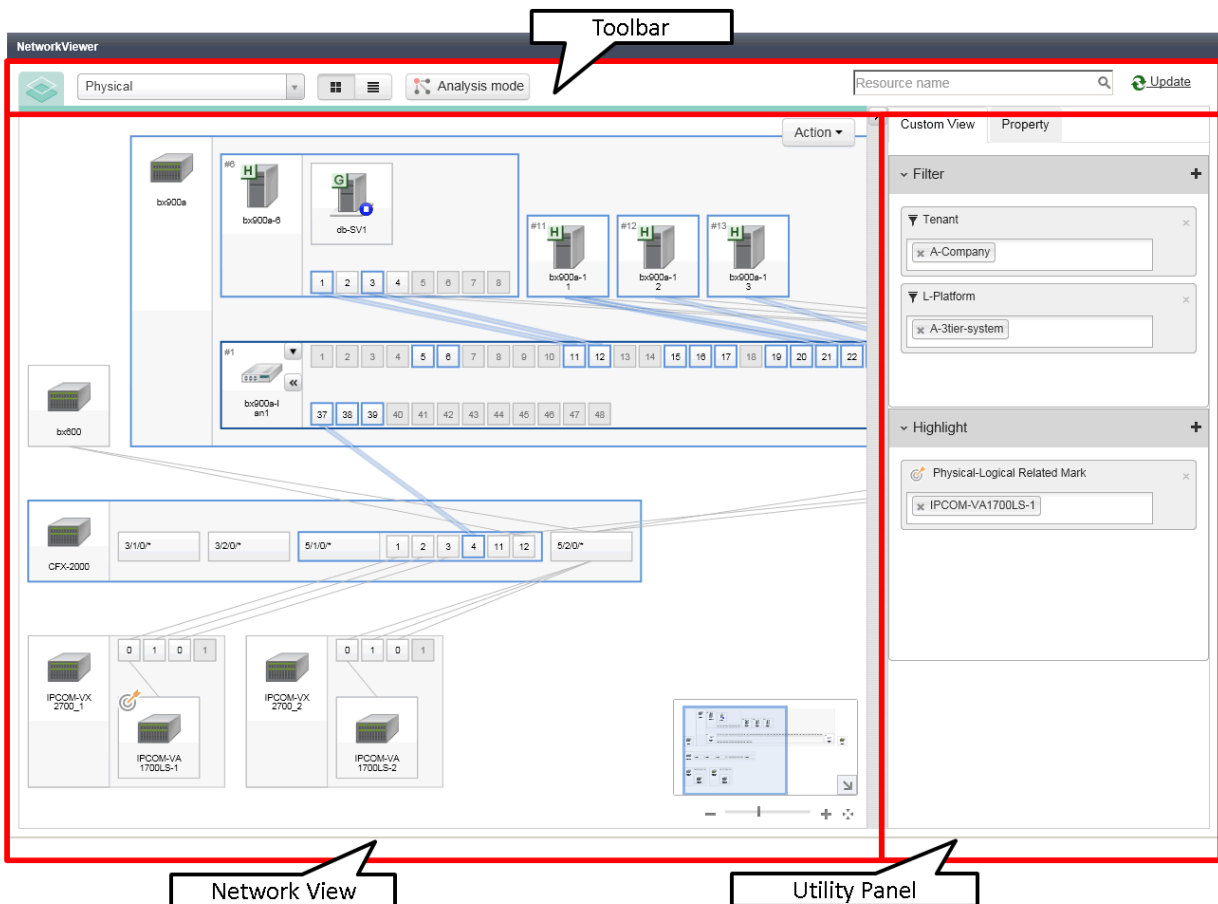 Toolbar
NetworkViewer
Physical
Analysis mode
Resource name
Update
Action
Custom View
Property
bx900a
#6
H
bx900a-6
G
db-SV1
1 2 3 4 5 6 7 8
#11
H
bx900a-1
1
#12
H
bx900a-1
2
#13
H
bx900a-1
3
#1
bx900a-l
an1
1 2 3 4 5 6 7 8 9 10 11 12 13 14 15 16 17 18 19 20 21 22
37 38 39 40 41 42 43 44 45 46 47 48
bx600
CFX-2000
3/1/0/*
3/2/0/*
5/1/0/*
1 2 3 4 11 12
5/2/0/*
IPCOM-VX
2700_1
0 1 0 1
IPCOM-VA
1700LS-1
IPCOM-VX
2700_2
0 1 0 1
IPCOM-VA
1700LS-2
Filter
Tenant
A-Company
L-Platform
A-3tier-system
Highlight
Physical-Logical Related Mark
IPCOM-VA1700LS-1
Network View
Utility Panel